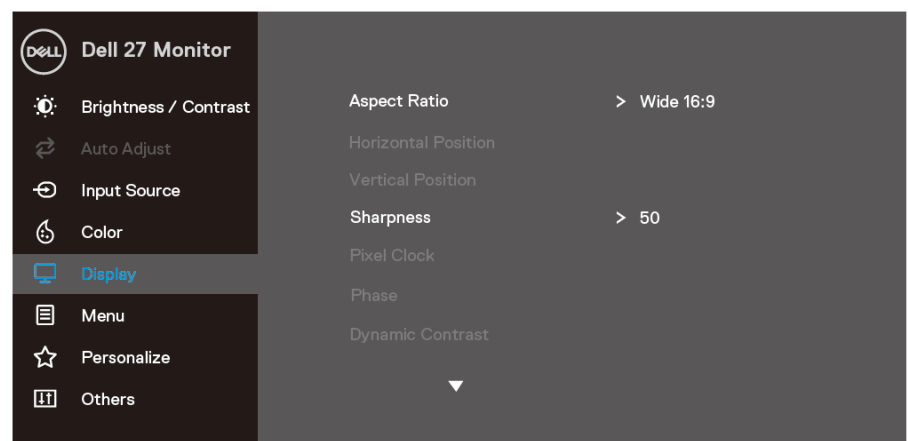 DELL Dell 27 Monitor
Brightness / Contrast
Auto Adjust
Input Source
Color
Display
Menu
Personalize
Others
Aspect Ratio > Wide 16:9
Horizontal Position
Vertical Position
Sharpness > 50
Pixel Clock
Phase
Dynamic Contrast